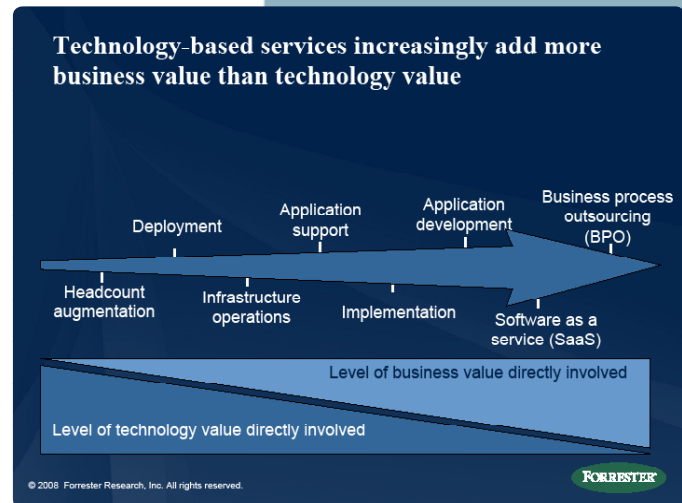 Technology-based services increasingly add more
business value than technology value
Deployment
Application
support
Application
development
Business process
outsourcing
(BPO)
Headcount
augmentation
Infrastructure
operations
Implementation
Software as a
service (SaaS)
Level of business value directly involved
Level of technology value directly involved
© 2008 Forrester Research, Inc. All rights reserved.
FORRESTER®